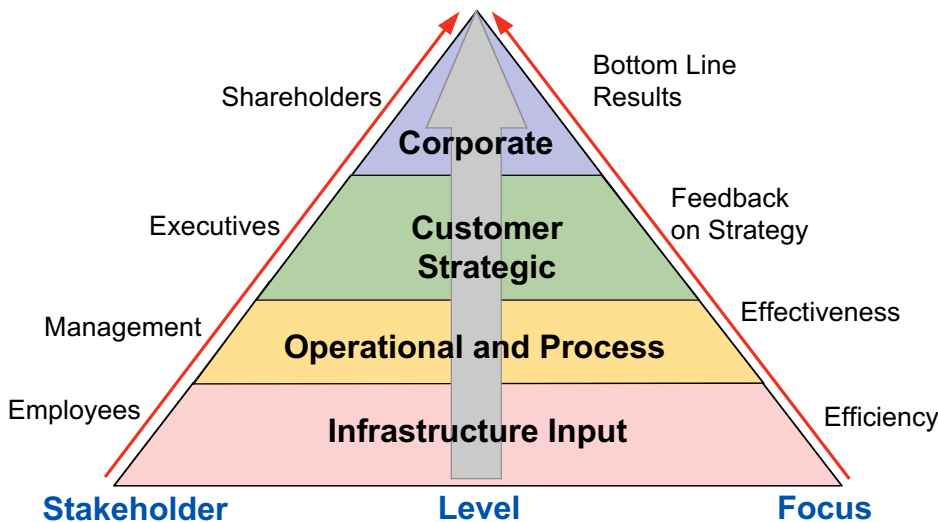 Shareholders
Bottom Line
Results
Corporate
Executives
Customer
Strategic
Feedback
on Strategy
Management
Operational and Process
Effectiveness
Employees
Infrastructure Input
Efficiency
Stakeholder
Level
Focus